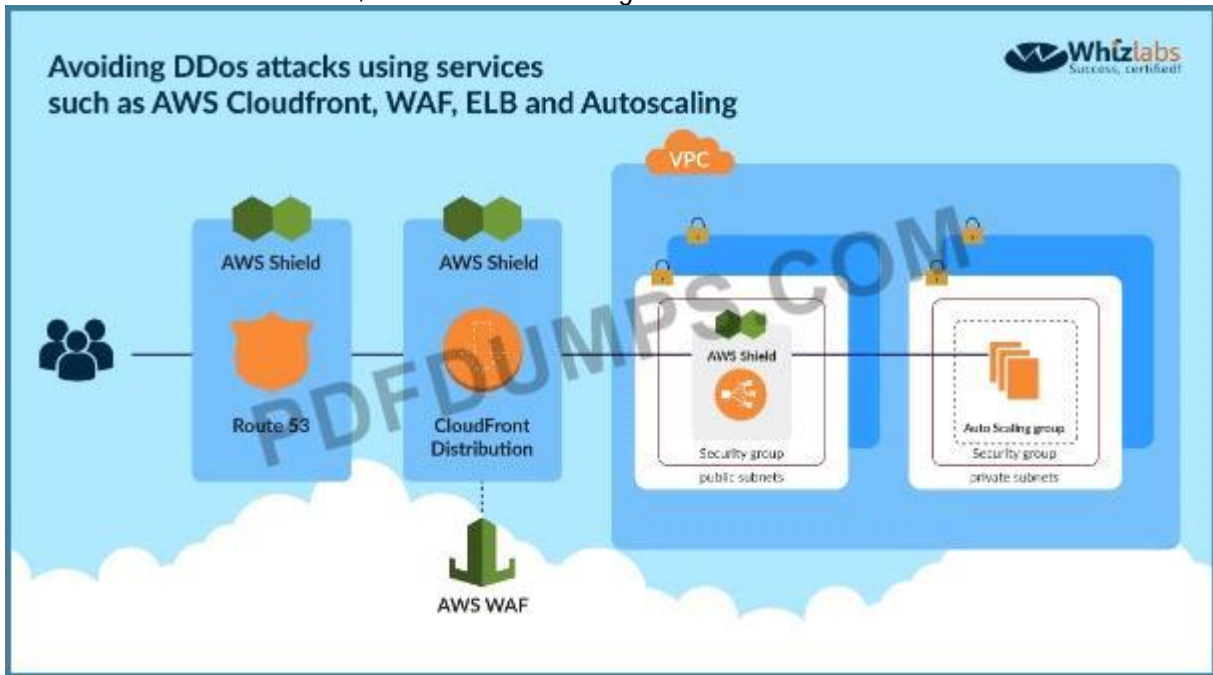 Avoiding DDos attacks using services
such as AWS Cloudfront, WAF, ELB and Autoscaling
Whizlabs
Success, certified!
VPC
AWS Shield
AWS Shield
AWS Shield
Route 53
CloudFront
Distribution
Auto Scaling group
Security group
public subnets
Security group
private subnets
AWS WAF
PDFDUMPS.COM